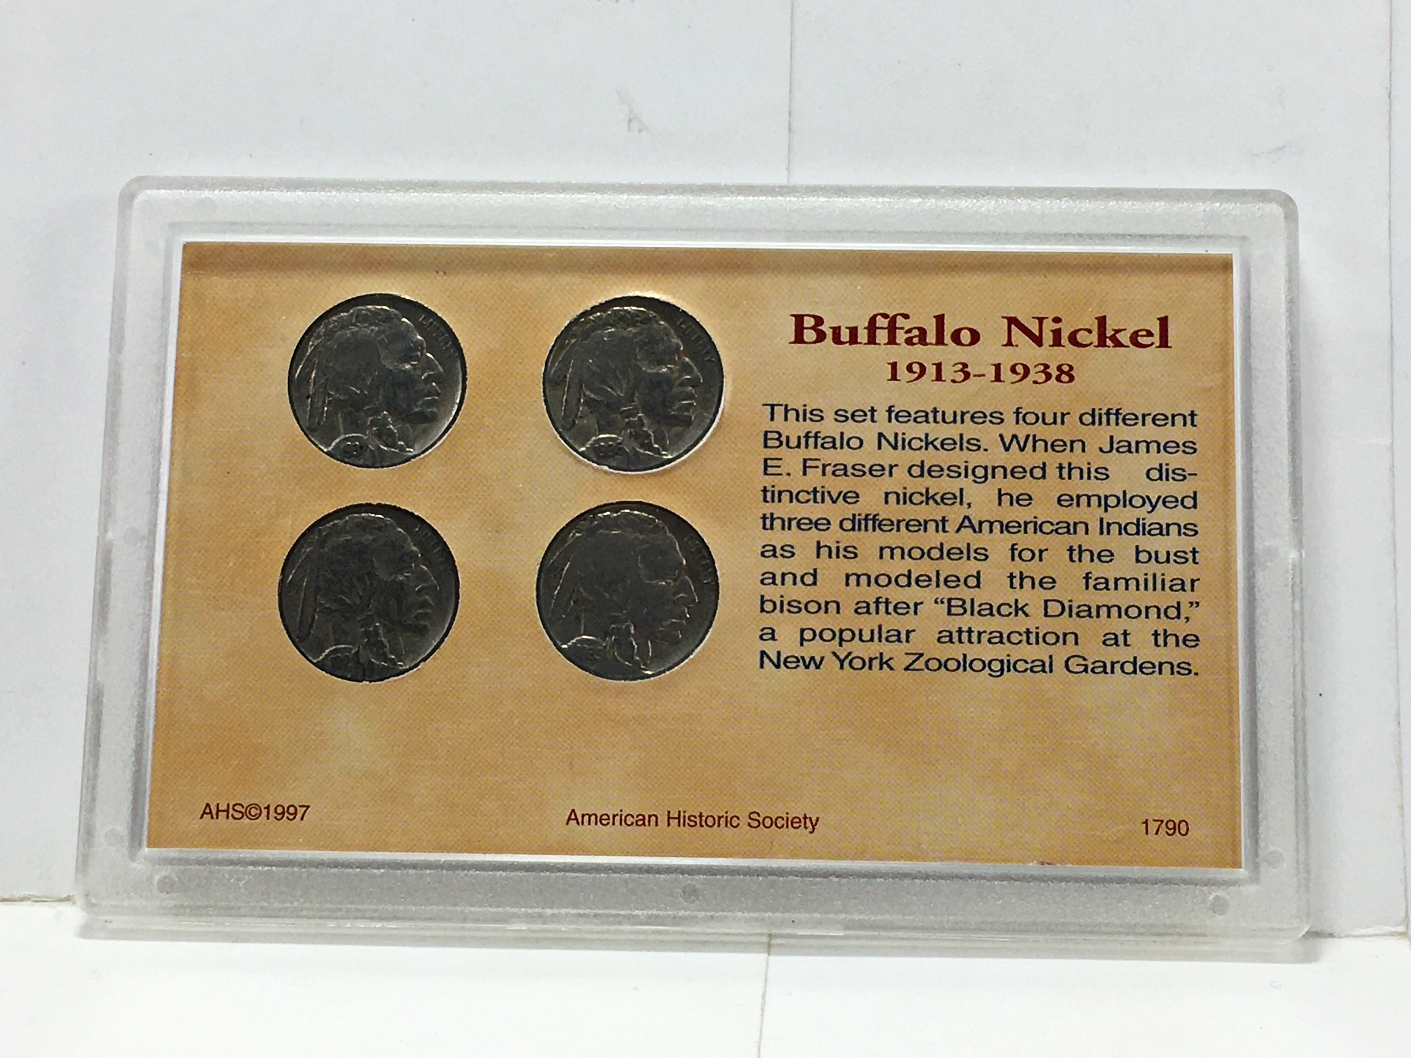 Buffalo Nickel
1913-1938
This set features four different
Buffalo Nickels. When James
E. Fraser designed this dis-
tinctive nickel, he employed
three different American Indians
as his models for the bust
and modeled the familiar
bison after “Black Diamond,”
a popular attraction at the
New York Zoological Gardens.
AHS©1997
American Historic Society
1790